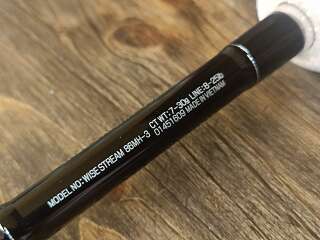 MODEL NO:WISE STREAM 86MH-3
CT WT:7-30g LINE:8-25lb
01451609 MADE IN VIETNAM